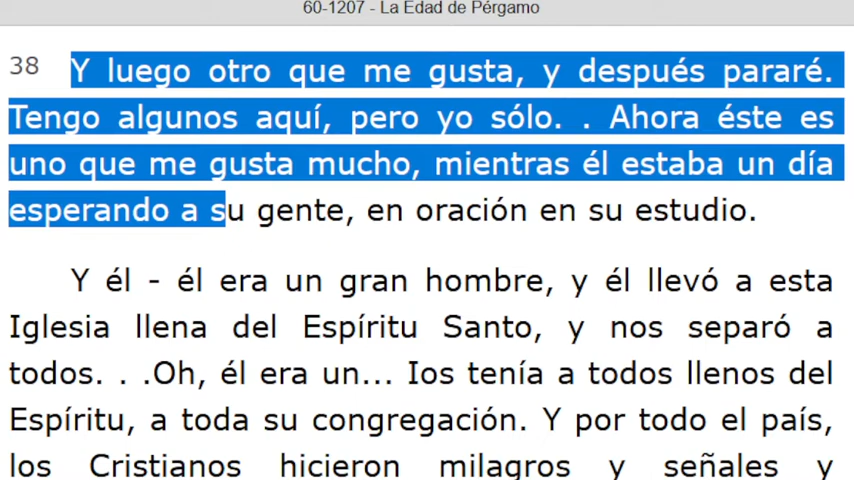 60-1207 - La Edad de Pérgamo
38 Y luego otro que me gusta, y después pararé.
Tengo algunos aquí, pero yo sólo. . Ahora éste es
uno que me gusta mucho, mientras él estaba un día
esperando a su gente, en oración en su estudio.
Y él - él era un gran hombre, y él llevó a esta
Iglesia llena del Espíritu Santo, y nos separó a
todos. . .Oh, él era un... Ios tenía a todos llenos del
Espíritu, a toda su congregación. Y por todo el país,
los Cristianos hicieron milagros y señales y